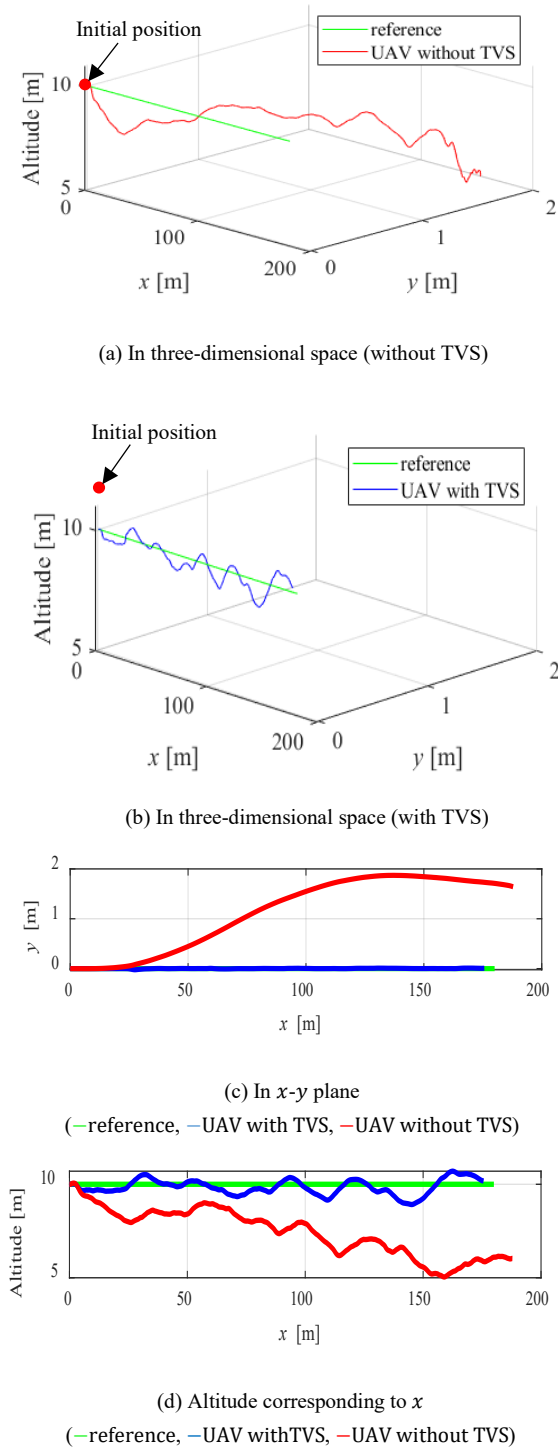 Initial position
reference
UAV without TVS
10
Altitude [m]
5
0
100
200
x [m]
0
1
2
y [m]
(a) In three-dimensional space (without TVS)
Initial position
reference
UAV with TVS
10
Altitude [m]
5
0
100
200
x [m]
0
1
2
y [m]
(b) In three-dimensional space (with TVS)
2
1
0
y [m]
0 50 100 150 200
x [m]
(c) In x-y plane
(−reference, −UAV with TVS, −UAV without TVS)
10
5
Altitude [m]
0 50 100 150 200
x [m]
(d) Altitude corresponding to x
(−reference, −UAV withTVS, −UAV without TVS)